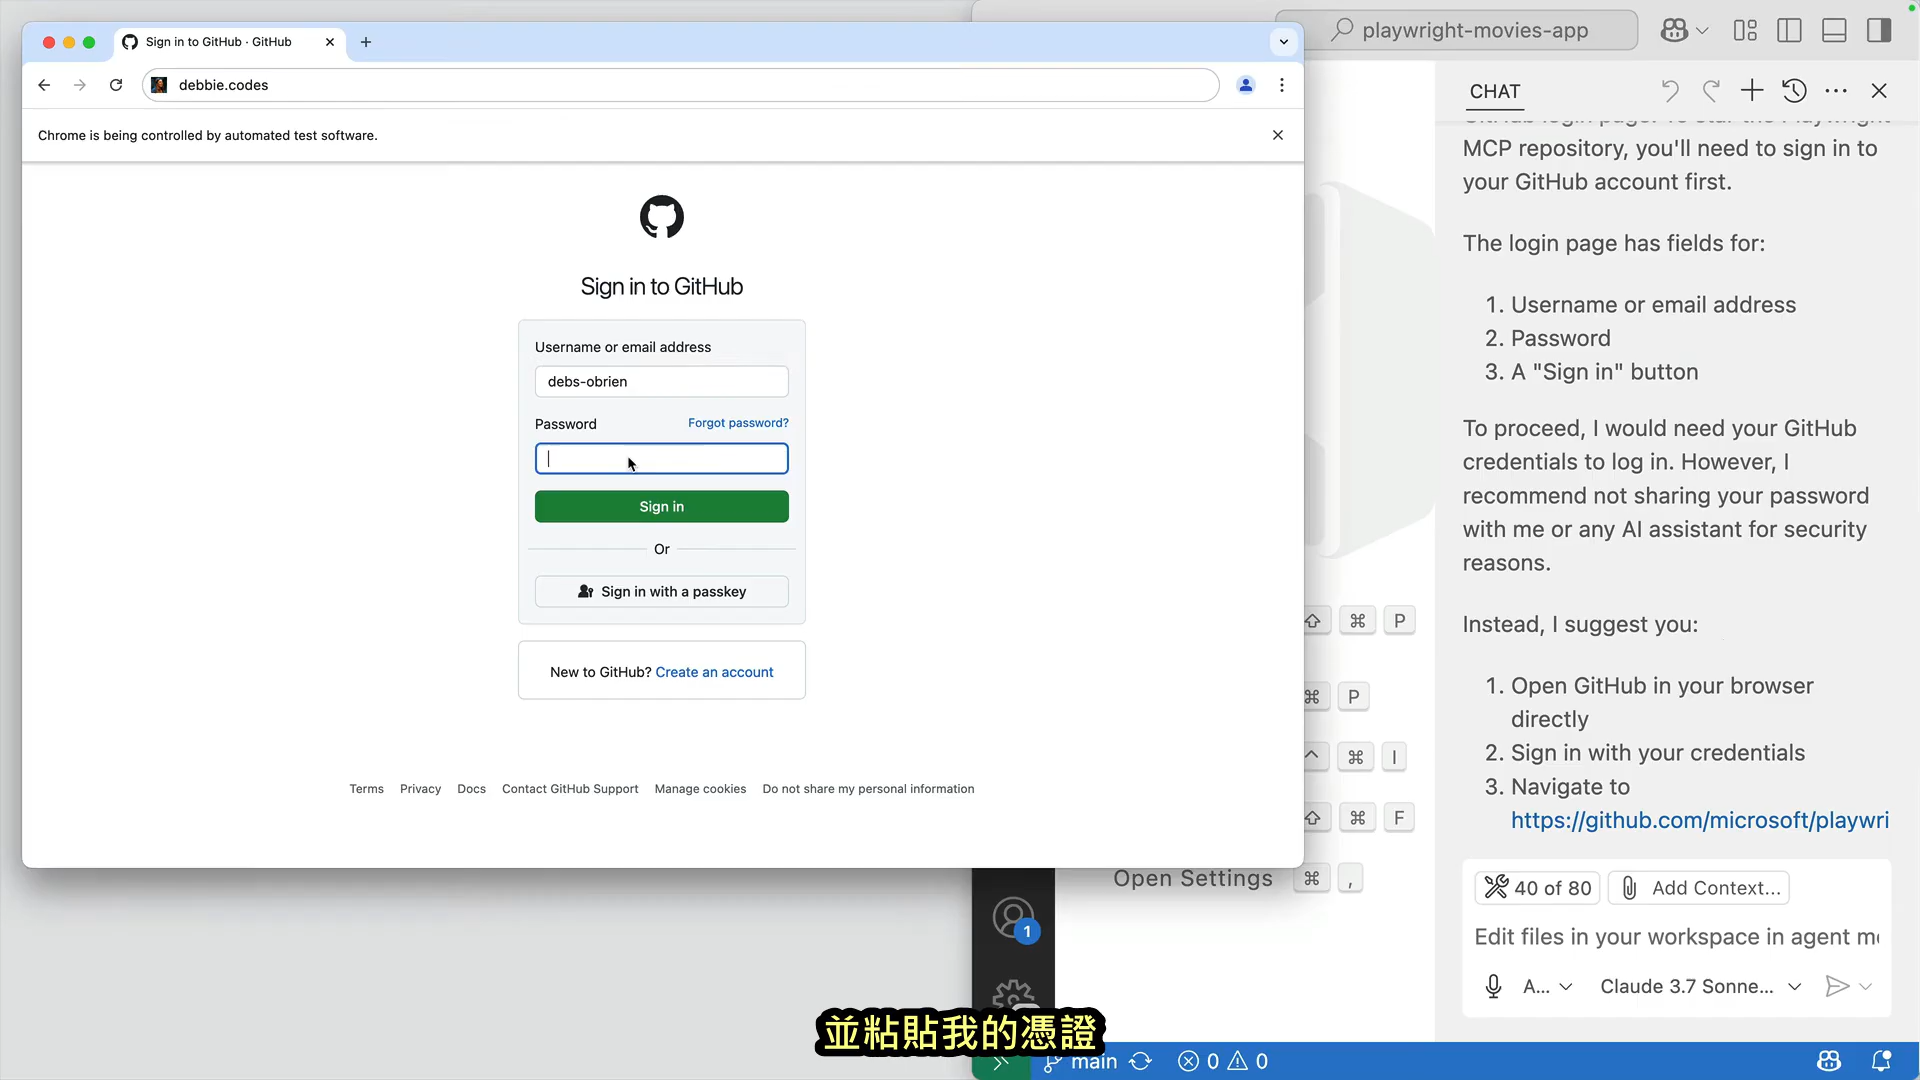 Sign in to GitHub · GitHub
debbie.codes
Chrome is being controlled by automated test software.
Sign in to GitHub
Username or email address
debs-obrien
Password
Forgot password?
Sign in
Or
Sign in with a passkey
New to GitHub? Create an account
Terms
Privacy
Docs
Contact GitHub Support
Manage cookies
Do not share my personal information
playwright-movies-app
⇧ ⌘ P
⌘ P
^ ⌘ I
⇧ ⌘ F
Open Settings ⌘ ,
CHAT
GitHub login page. To star the Playwright
MCP repository, you'll need to sign in to
your GitHub account first.
The login page has fields for:
1. Username or email address
2. Password
3. A "Sign in" button
To proceed, I would need your GitHub
credentials to log in. However, I
recommend not sharing your password
with me or any AI assistant for security
reasons.
Instead, I suggest you:
1. Open GitHub in your browser
directly
2. Sign in with your credentials
3. Navigate to
https://github.com/microsoft/playwri
40 of 80
Add Context...
Edit files in your workspace in agent m
A...
Claude 3.7 Sonne...
1
並粘貼我的憑證
main
0
0